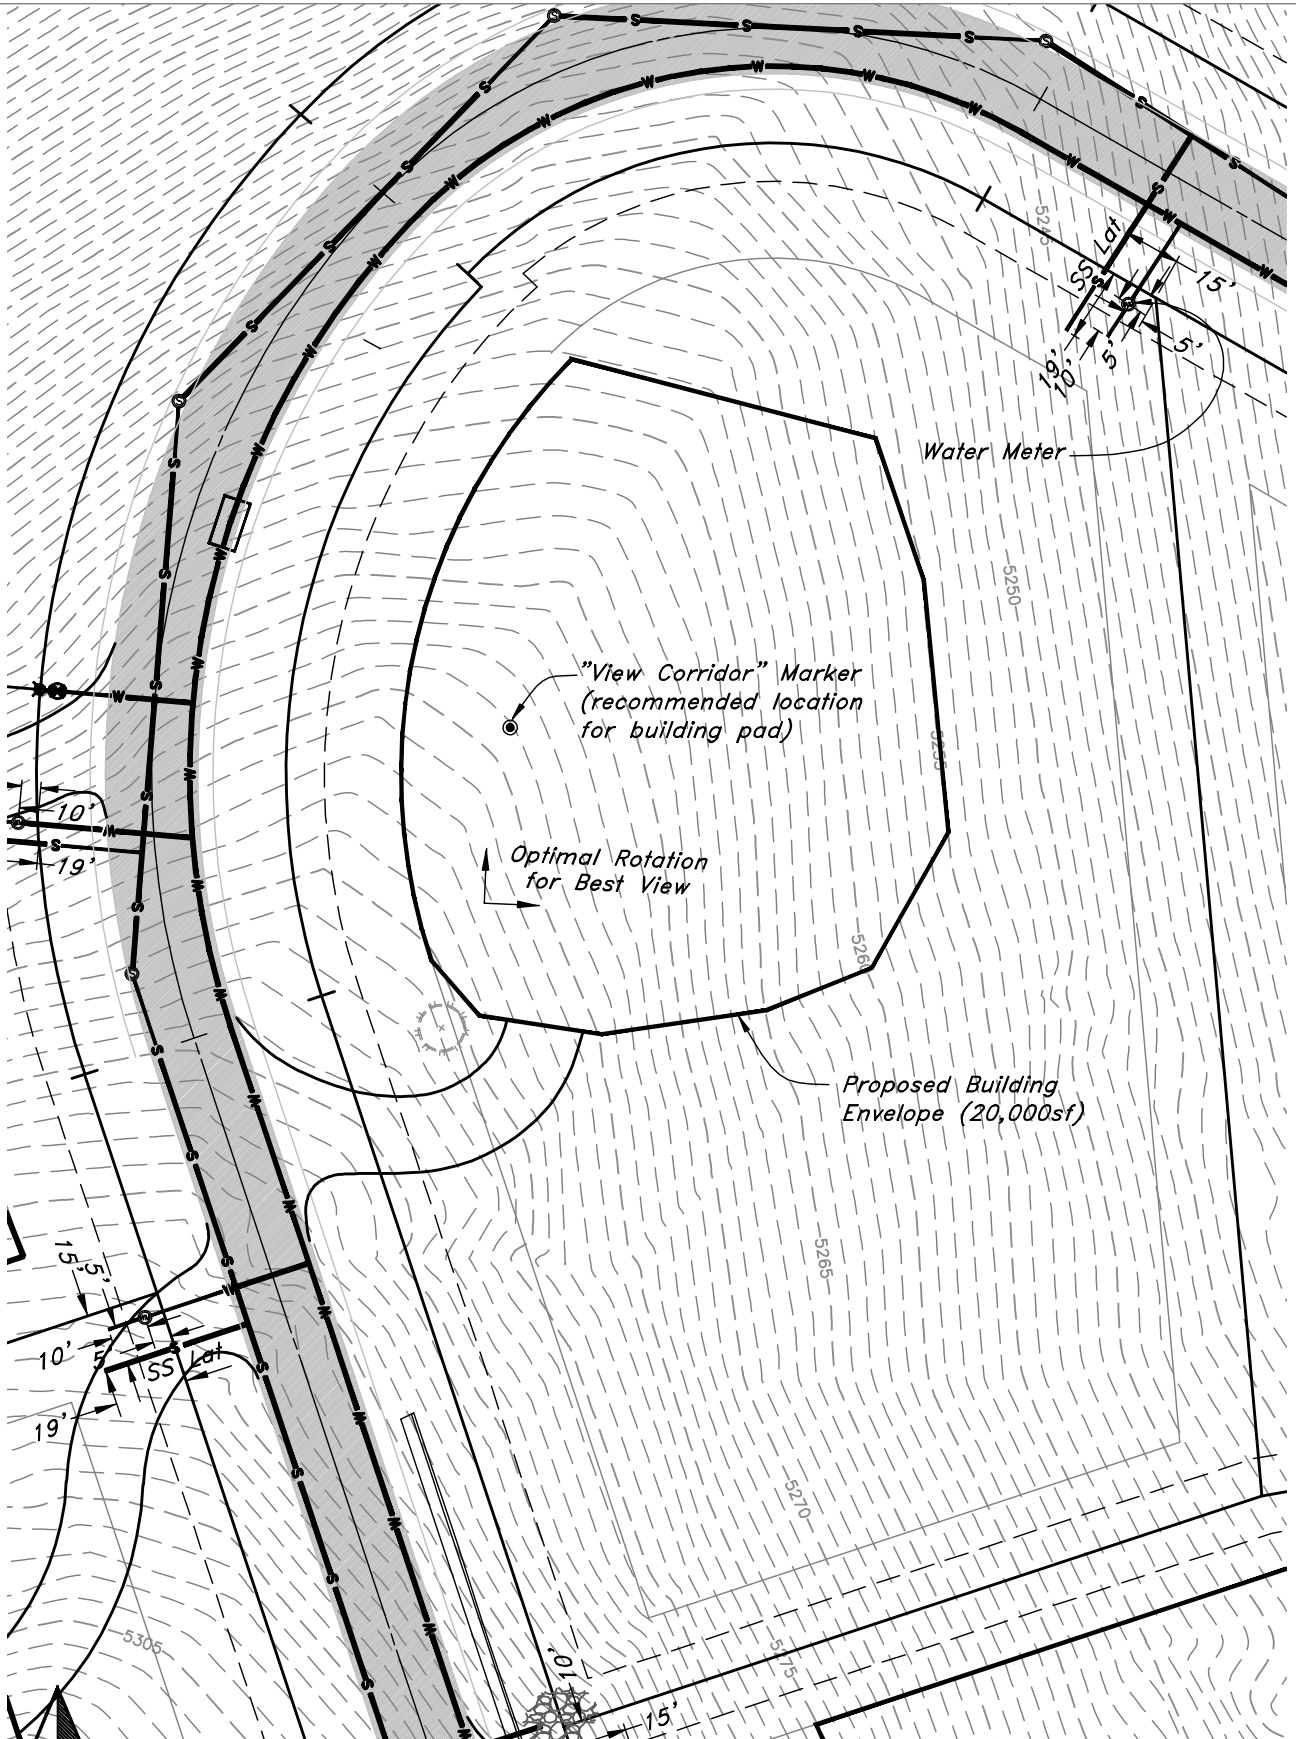 5245
SS Lat
15'
5'
5'
19'
10'
Water Meter
5250
"View Corridor" Marker
(recommended location
for building pad)
5255
10'
19'
Optimal Rotation
for Best View
5260
Proposed Building
Envelope (20,000sf)
5265
15'
5'
10'
5'
SS Lat
19'
5270
5305
5275
10'
15'